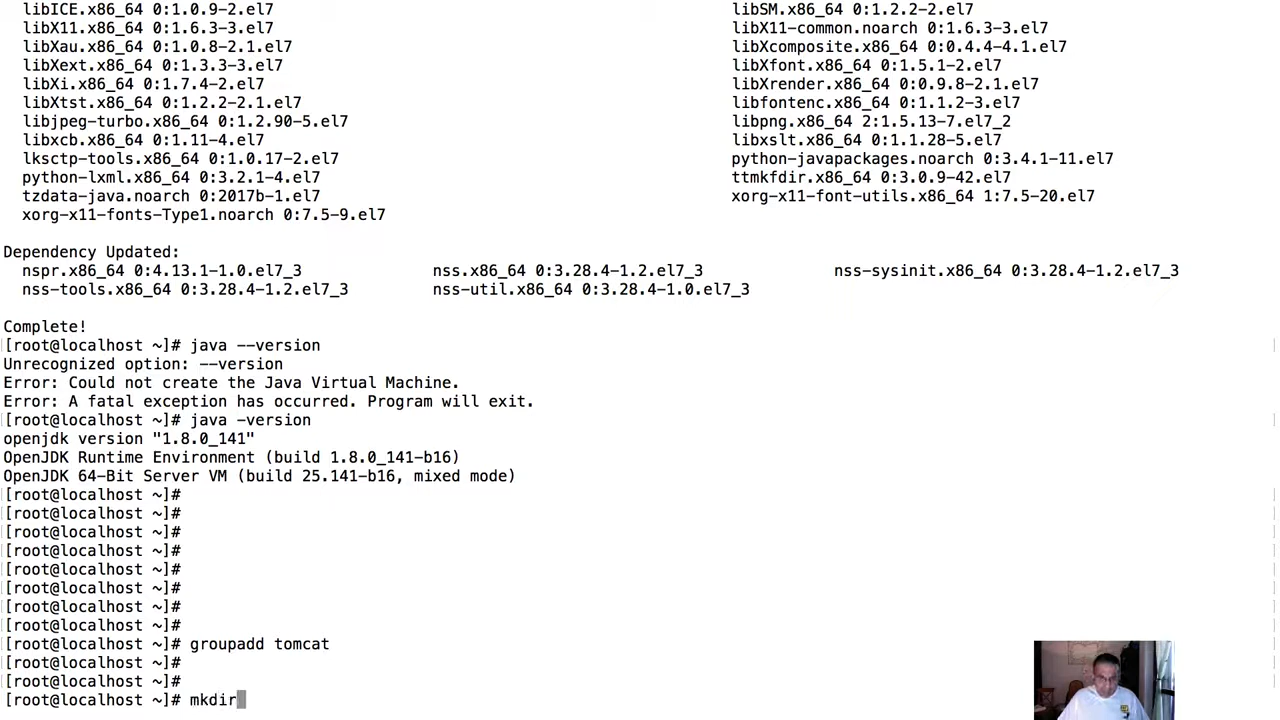 libICE.x86_64 0:1.0.9-2.el7 libSM.x86_64 0:1.2.2-2.el7
libX11.x86_64 0:1.6.3-3.el7 libX11-common.noarch 0:1.6.3-3.el7
libXau.x86_64 0:1.0.8-2.1.el7 libXcomposite.x86_64 0:0.4.4-4.1.el7
libXext.x86_64 0:1.3.3-3.el7 libXfont.x86_64 0:1.5.1-2.el7
libXi.x86_64 0:1.7.4-2.el7 libXrender.x86_64 0:0.9.8-2.1.el7
libXtst.x86_64 0:1.2.2-2.1.el7 libfontenc.x86_64 0:1.1.2-3.el7
libjpeg-turbo.x86_64 0:1.2.90-5.el7 libpng.x86_64 2:1.5.13-7.el7_2
libxcb.x86_64 0:1.11-4.el7 libxslt.x86_64 0:1.1.28-5.el7
lksctp-tools.x86_64 0:1.0.17-2.el7 python-javapackages.noarch 0:3.4.1-11.el7
python-lxml.x86_64 0:3.2.1-4.el7 ttmkfdir.x86_64 0:3.0.9-42.el7
tzdata-java.noarch 0:2017b-1.el7 xorg-x11-font-utils.x86_64 1:7.5-20.el7
xorg-x11-fonts-Type1.noarch 0:7.5-9.el7
Dependency Updated:
nspr.x86_64 0:4.13.1-1.0.el7_3 nss.x86_64 0:3.28.4-1.2.el7_3 nss-sysinit.x86_64 0:3.28.4-1.2.el7_3
nss-tools.x86_64 0:3.28.4-1.2.el7_3 nss-util.x86_64 0:3.28.4-1.0.el7_3
Complete!
[root@localhost ~]# java --version
Unrecognized option: --version
Error: Could not create the Java Virtual Machine.
Error: A fatal exception has occurred. Program will exit.
[root@localhost ~]# java -version
openjdk version "1.8.0_141"
OpenJDK Runtime Environment (build 1.8.0_141-b16)
OpenJDK 64-Bit Server VM (build 25.141-b16, mixed mode)
[root@localhost ~]#
[root@localhost ~]#
[root@localhost ~]#
[root@localhost ~]#
[root@localhost ~]#
[root@localhost ~]#
[root@localhost ~]#
[root@localhost ~]#
[root@localhost ~]# groupadd tomcat
[root@localhost ~]#
[root@localhost ~]#
[root@localhost ~]# mkdir